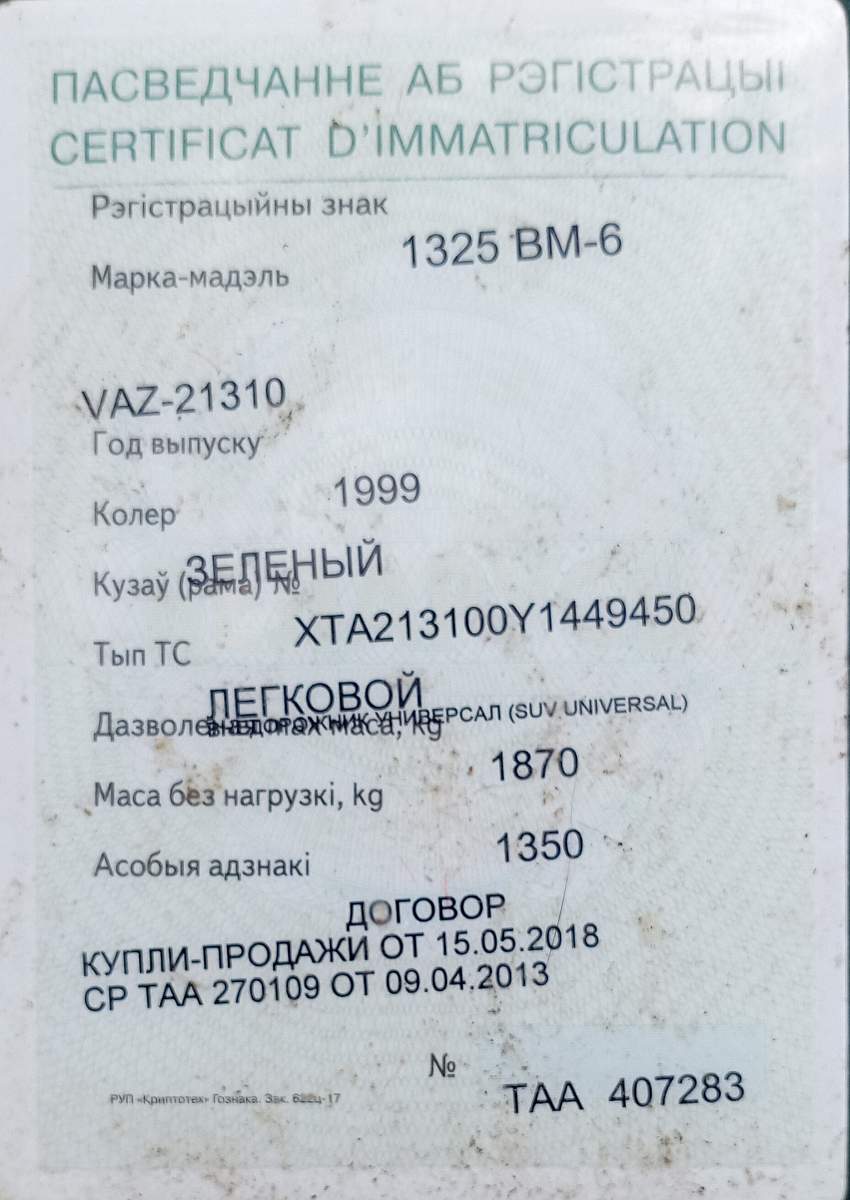 ПАСВЕДЧАННЕ АБ РЭГІСТРАЦЫІ
CERTIFICAT D'IMMATRICULATION
Рэгістрацыйны знак
1325 ВМ-6
Марка-мадэль
VAZ-21310
Год выпуску
1999
Колер
ЗЕЛЕНЫЙ
Кузаў (рама) №
XTA213100Y1449450
Тып ТС
ЛЕГКОВОЙ
ВНЕДОРОЖНИК УНИВЕРСАЛ (SUV UNIVERSAL)
Дазволеная max маса, kg
1870
Маса без нагрузкі, kg
1350
Асобыя адзнакі
ДОГОВОР
КУПЛИ-ПРОДАЖИ ОТ 15.05.2018
СР ТАА 270109 ОТ 09.04.2013
№
ТАА 407283
РУП «Криптотех» Гознака. Зак. 622ц-17